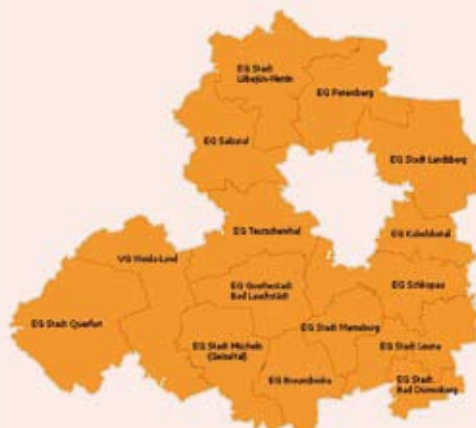 EG Stadt
Löbejün-Wettin
EG Petersberg
EG Salzatal
EG Stadt Landsberg
EG Teutschenthal
EG Kabelsketal
VG Weida-Land
EG Goethestadt
Bad Lauchstädt
EG Schkopau
EG Stadt Querfurt
EG Stadt Merseburg
EG Stadt Mücheln
(Geiseltal)
EG Stadt Leuna
EG Braunsbedra
EG Stadt
Bad Dürrenberg